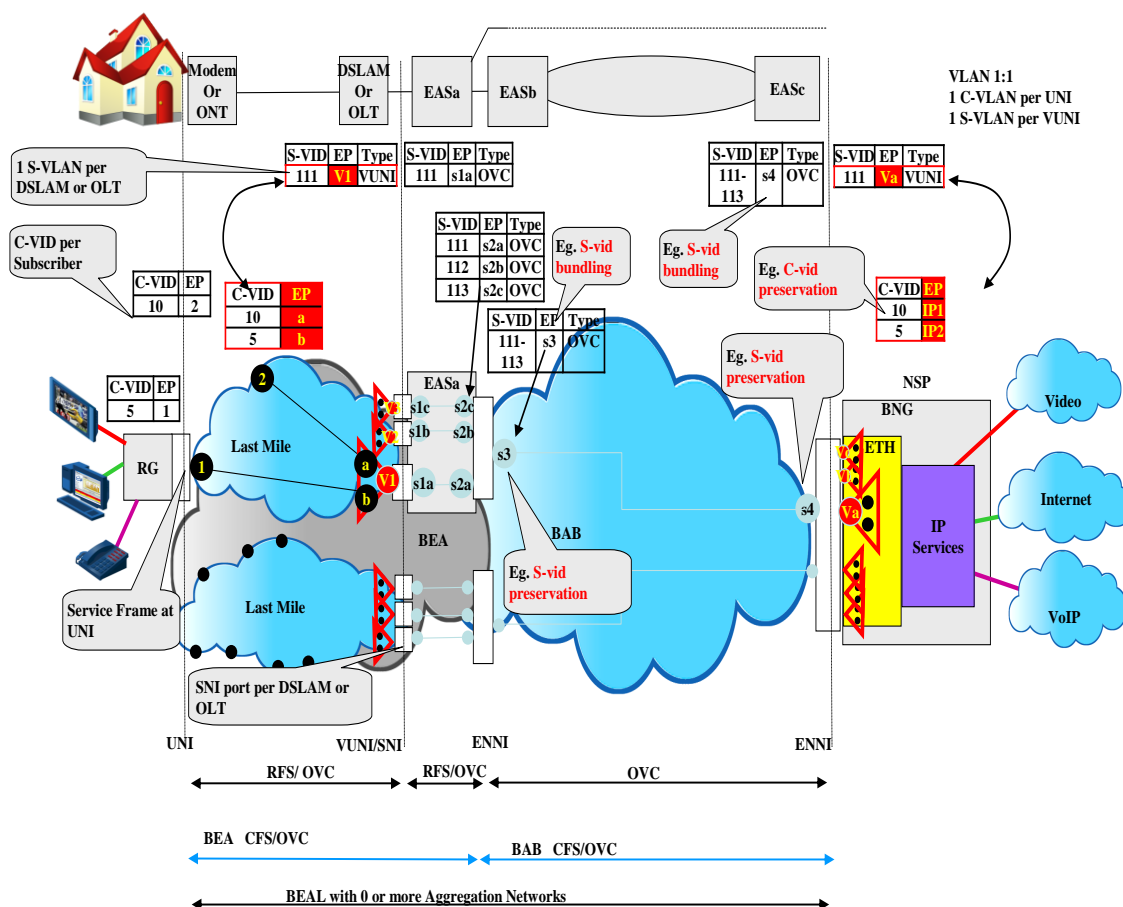 Modem
Or
ONT
DSLAM
Or
OLT
EASa
EASb
EASc
VLAN 1:1
1 C-VLAN per UNI
1 S-VLAN per VUNI
1 S-VLAN per
DSLAM or OLT
S-VID EP Type
111 V1 VUNI
S-VID EP Type
111 s1a OVC
S-VID EP Type
111-
113 s4 OVC
S-VID EP Type
111 Va VUNI
C-VID per
Subscriber
C-VID EP
10 2
C-VID EP
10 a
5 b
S-VID EP Type
111 s2a OVC
112 s2b OVC
113 s2c OVC
Eg. S-vid
bundling
Eg. S-vid
bundling
Eg. C-vid
preservation
C-VID EP
10 IP1
5 IP2
S-VID EP Type
111-
113 s3 OVC
Eg. S-vid
preservation
C-VID EP
5 1
EASa
NSP
BNG
ETH
Video
2
Last Mile
s1c s2c
s1b s2b
s1a s2a
RG
1
a
b
V1
s3
s4
Va
IP
Services
Internet
BEA
BAB
Eg. S-vid
preservation
Service Frame at
UNI
Last Mile
VoIP
SNI port per DSLAM or
OLT
UNI
VUNI/SNI
ENNI
ENNI
RFS/ OVC
RFS/OVC
OVC
BEA CFS/OVC
BAB CFS/OVC
BEAL with 0 or more Aggregation Networks